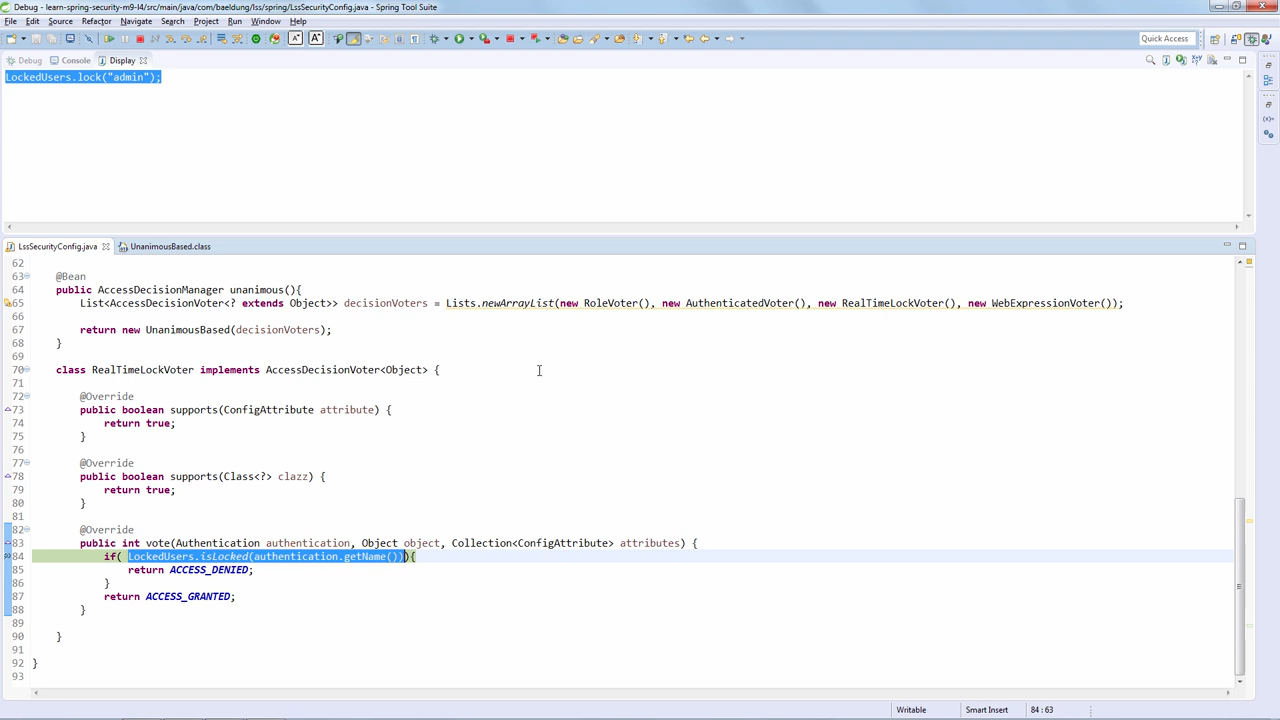 Debug - learn-spring-security-m9-l4/src/main/java/com/baeldung/lss/spring/LssSecurityConfig.java - Spring Tool Suite
File Edit Source Refactor Navigate Search Project Run Window Help
Quick Access
Debug Console Display
LockedUsers.lock("admin");
LssSecurityConfig.java UnanimousBased.class
62
63 @Bean
64 public AccessDecisionManager unanimous(){
65 List<AccessDecisionVoter<? extends Object>> decisionVoters = Lists.newArrayList(new RoleVoter(), new AuthenticatedVoter(), new RealTimeLockVoter(), new WebExpressionVoter());
66
67 return new UnanimousBased(decisionVoters);
68 }
69
70 class RealTimeLockVoter implements AccessDecisionVoter<Object> {
71
72 @Override
73 public boolean supports(ConfigAttribute attribute) {
74 return true;
75 }
76
77 @Override
78 public boolean supports(Class<?> clazz) {
79 return true;
80 }
81
82 @Override
83 public int vote(Authentication authentication, Object object, Collection<ConfigAttribute> attributes) {
84 if( LockedUsers.isLocked(authentication.getName())){
85 return ACCESS_DENIED;
86 }
87 return ACCESS_GRANTED;
88 }
89
90 }
91
92 }
93
Writable Smart Insert 84 : 63